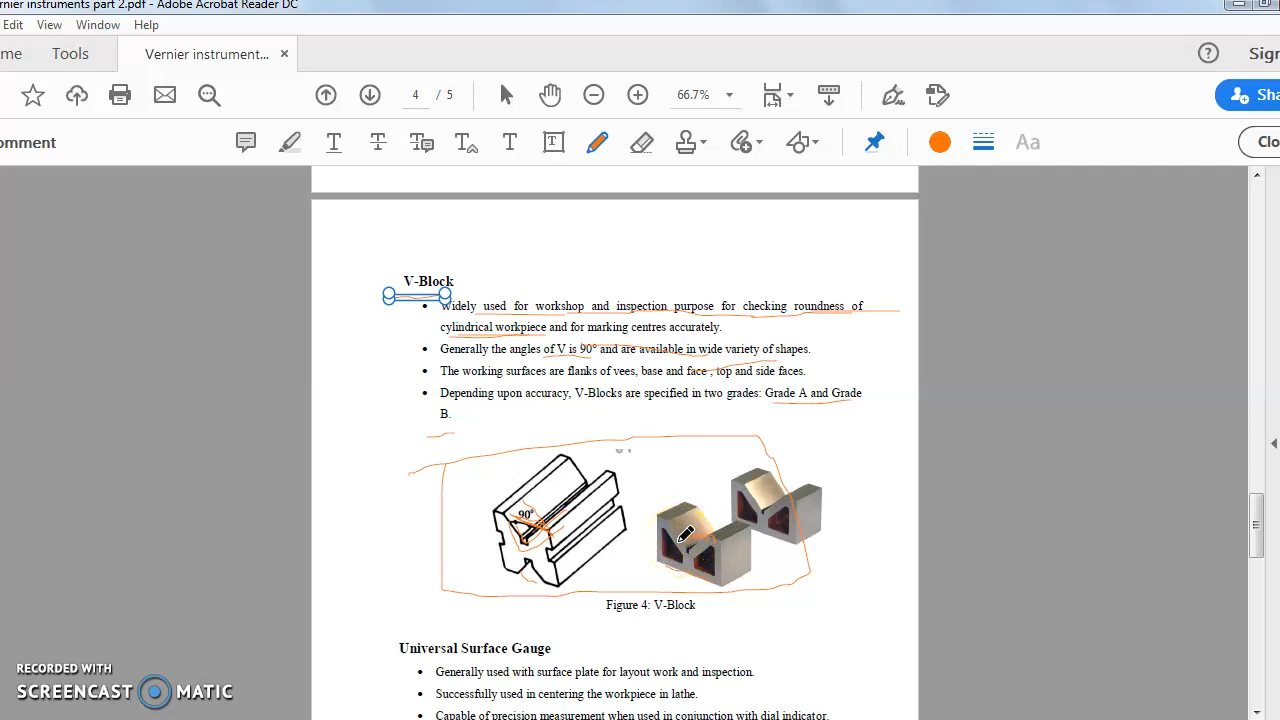 ernier instruments part 2.pdf - Adobe Acrobat Reader DC
Edit View Window Help
me Tools Vernier instrument... ×
4 / 5 66.7%
Sha
omment Aa Clo
V-Block
• Widely used for workshop and inspection purpose for checking roundness of
cylindrical workpiece and for marking centres accurately.
• Generally the angles of V is 90° and are available in wide variety of shapes.
• The working surfaces are flanks of vees, base and face , top and side faces.
• Depending upon accuracy, V-Blocks are specified in two grades: Grade A and Grade
B.
90°
Figure 4: V-Block
Universal Surface Gauge
• Generally used with surface plate for layout work and inspection.
• Successfully used in centering the workpiece in lathe.
• Capable of precision measurement when used in conjunction with dial indicator.
RECORDED WITH
SCREENCAST MATIC